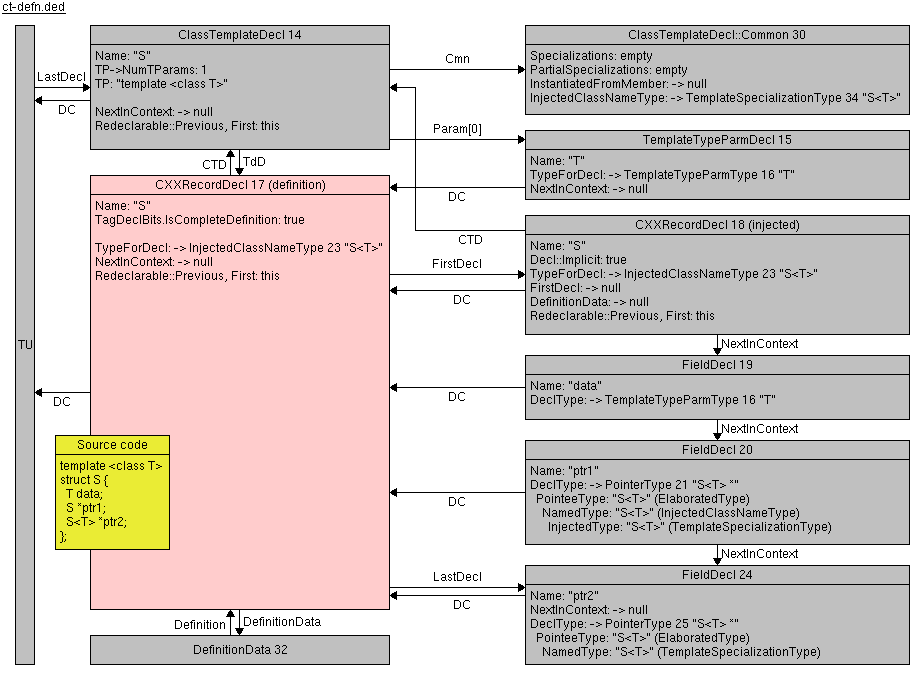 ct-defn.ded
TU
ClassTemplateDecl 14
Name: "S"
TP->NumTParams: 1
TP: "template <class T>"
NextInContext: -> null
Redeclarable::Previous, First: this
LastDecl
DC
Cmn
ClassTemplateDecl::Common 30
Specializations: empty
PartialSpecializations: empty
InstantiatedFromMember: -> null
InjectedClassNameType: -> TemplateSpecializationType 34 "S<T>"
Param[0]
TemplateTypeParmDecl 15
Name: "T"
TypeForDecl: -> TemplateTypeParmType 16 "T"
NextInContext: -> null
DC
CTD
TdD
CXXRecordDecl 17 (definition)
Name: "S"
TagDeclBits.IsCompleteDefinition: true
TypeForDecl: -> InjectedClassNameType 23 "S<T>"
NextInContext: -> null
Redeclarable::Previous, First: this
CTD
FirstDecl
DC
CXXRecordDecl 18 (injected)
Name: "S"
Decl::Implicit: true
TypeForDecl: -> InjectedClassNameType 23 "S<T>"
FirstDecl: -> null
DefinitionData: -> null
Redeclarable::Previous, First: this
NextInContext
FieldDecl 19
Name: "data"
DeclType: -> TemplateTypeParmType 16 "T"
DC
DC
NextInContext
FieldDecl 20
Name: "ptr1"
DeclType: -> PointerType 21 "S<T> *"
PointeeType: "S<T>" (ElaboratedType)
NamedType: "S<T>" (InjectedClassNameType)
InjectedType: "S<T>" (TemplateSpecializationType)
DC
Source code
template <class T>
struct S {
T data;
S *ptr1;
S<T> *ptr2;
};
NextInContext
FieldDecl 24
Name: "ptr2"
NextInContext: -> null
DeclType: -> PointerType 25 "S<T> *"
PointeeType: "S<T>" (ElaboratedType)
NamedType: "S<T>" (TemplateSpecializationType)
LastDecl
DC
Definition
DefinitionData
DefinitionData 32